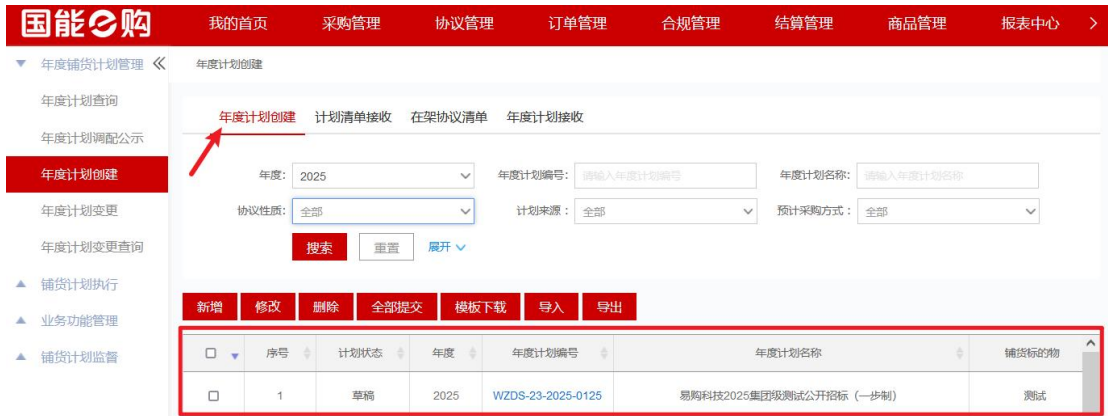 国能e购 我的首页 采购管理 协议管理 订单管理 合规管理 结算管理 商品管理 报表中心
年度铺货计划管理
年度计划查询
年度计划调配公示
年度计划创建
年度计划变更
年度计划变更查询
铺货计划执行
业务功能管理
铺货计划监督
年度计划创建
年度计划创建 计划清单接收 在架协议清单 年度计划接收
年度: 2025 年度计划编号: 请输入年度计划编号 年度计划名称: 请输入年度计划名称
协议性质: 全部 计划来源: 全部 预计采购方式: 全部
搜索 重置 展开
新增 修改 删除 全部提交 模板下载 导入 导出
序号 计划状态 年度 年度计划编号 年度计划名称 铺货标的物
1 草稿 2025 WZDS-23-2025-0125 易购科技2025集团级测试公开招标（一步制） 测试